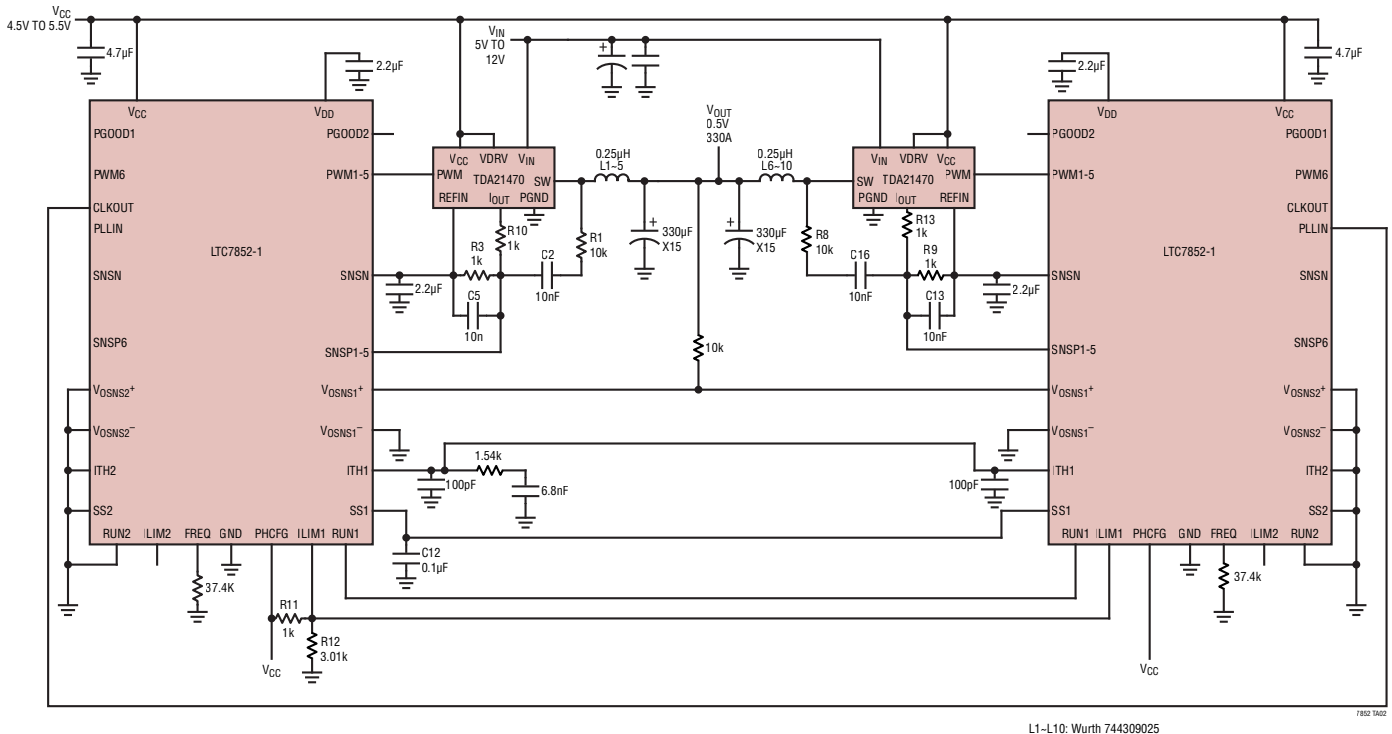 VCC
4.5V TO 5.5V
4.7µF
2.2µF
VIN
5V TO
12V
2.2µF
4.7µF
VCC
VDD
PGOOD1
PGOOD2
PWM6
PWM1-5
CLKOUT
PLLIN
LTC7852-1
SNSN
SNSN
SNSP6
SNSP1-5
VOSNS2+
VOSNS1+
VOSNS2–
VOSNS1–
ITH2
ITH1
SS2
SS1
RUN2
ILIM2
FREQ
GND
PHCFG
ILIM1
RUN1
VCC
VDRV
VIN
PWM
TDA21470
SW
REFIN
IOUT
PGND
0.25µH
L1~5
VOUT
0.5V
330A
0.25µH
L6~10
VIN
VDRV
VCC
SW
TDA21470
PWM
PGND
IOUT
REFIN
R10
1k
R3
1k
C2
10nF
R1
10k
C5
10n
2.2µF
330µF
X15
330µF
X15
10k
R8
10k
C16
10nF
R13
1k
R9
1k
C13
10nF
2.2µF
1.54k
100pF
6.8nF
100pF
C12
0.1µF
37.4K
R11
1k
R12
3.01k
VCC
VDD
VCC
PGOOD2
PGOOD1
PWM1-5
PWM6
CLKOUT
PLLIN
LTC7852-1
SNSN
SNSN
SNSP1-5
SNSP6
VOSNS1+
VOSNS2+
VOSNS1–
VOSNS2–
ITH1
ITH2
SS1
SS2
RUN1
ILIM1
PHCFG
GND
FREQ
ILIM2
RUN2
37.4k
VCC
7852 TA02
L1~L10: Wurth 744309025